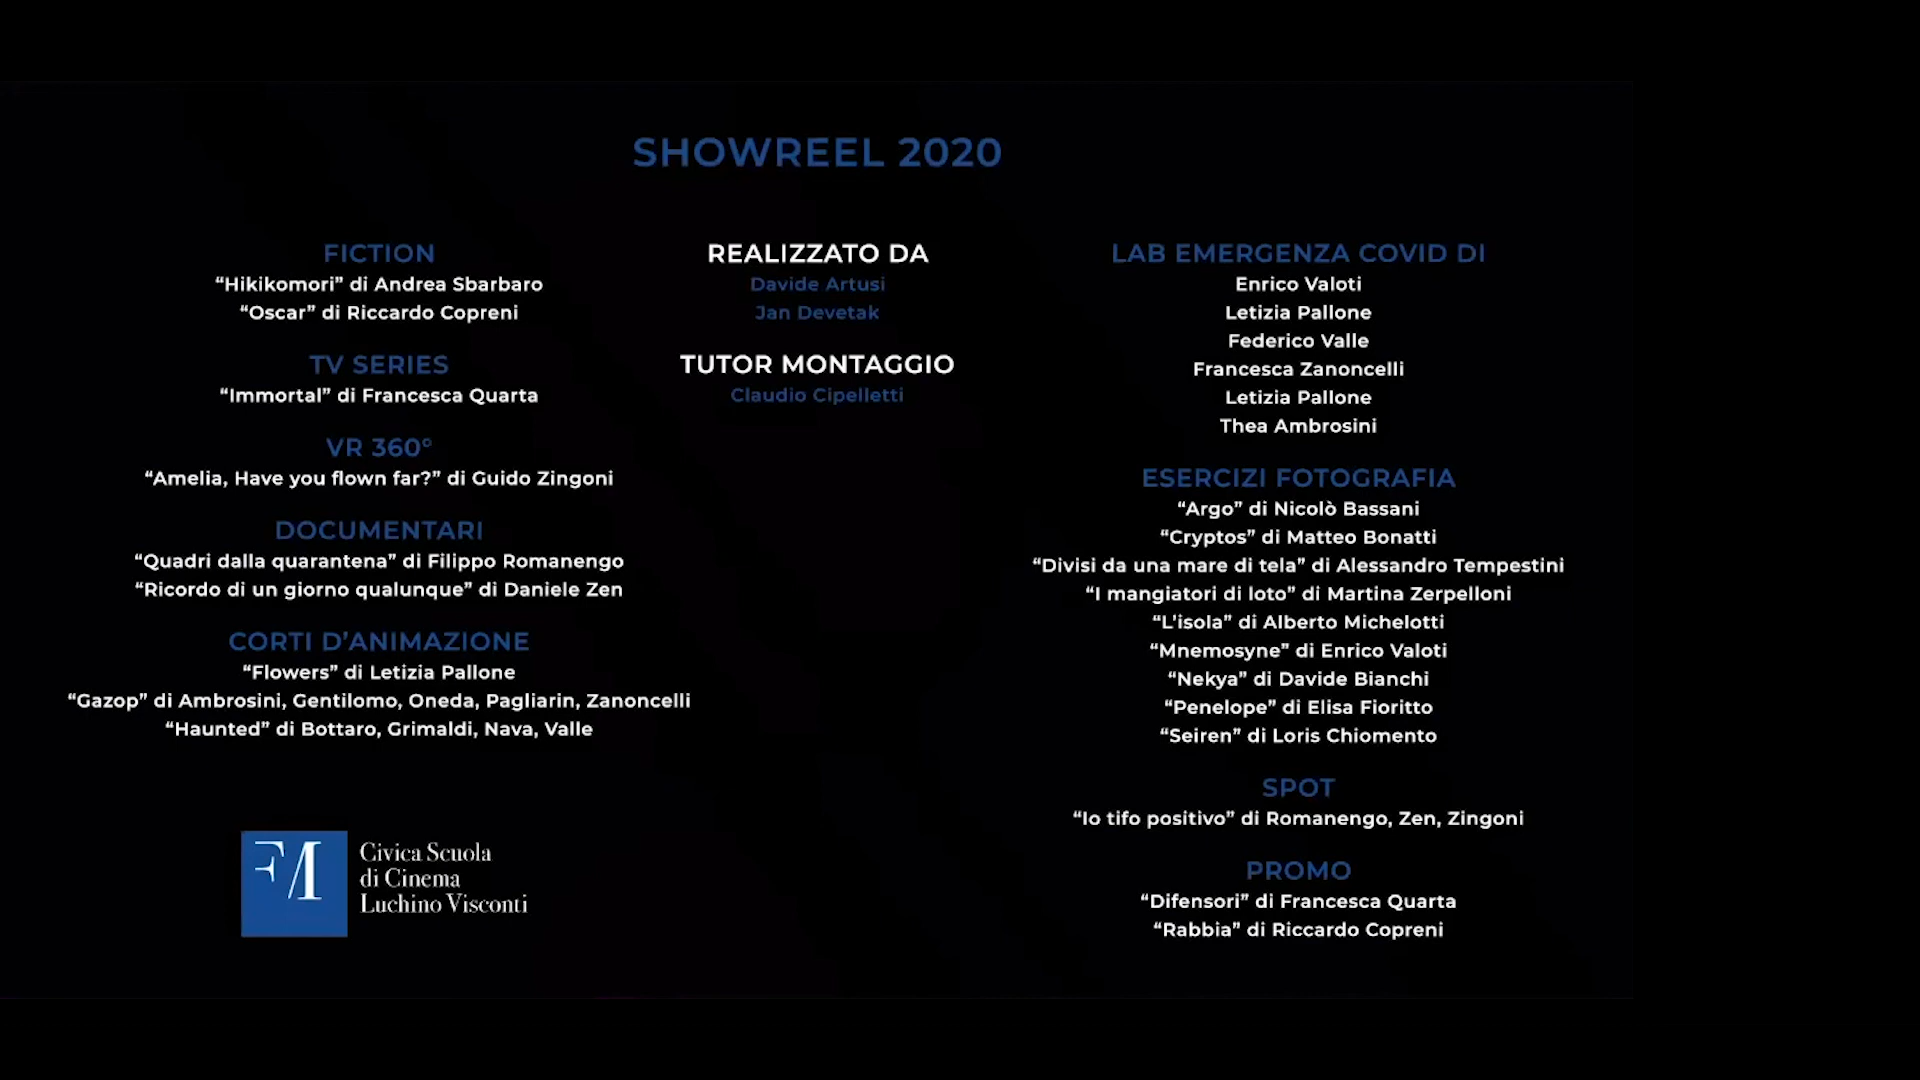 SHOWREEL 2020
FICTION
“Hikikomori” di Andrea Sbarbaro
“Oscar” di Riccardo Copreni
TV SERIES
“Immortal” di Francesca Quarta
VR 360°
“Amelia, Have you flown far?” di Guido Zingoni
DOCUMENTARI
“Quadri dalla quarantena” di Filippo Romanengo
“Ricordo di un giorno qualunque” di Daniele Zen
CORTI D’ANIMAZIONE
“Flowers” di Letizia Pallone
“Gazop” di Ambrosini, Gentilomo, Oneda, Pagliarin, Zanoncelli
“Haunted” di Bottaro, Grimaldi, Nava, Valle
Civica Scuola
di Cinema
Luchino Visconti
REALIZZATO DA
Davide Artusi
Jan Devetak
TUTOR MONTAGGIO
Claudio Cipelletti
LAB EMERGENZA COVID DI
Enrico Valoti
Letizia Pallone
Federico Valle
Francesca Zanoncelli
Letizia Pallone
Thea Ambrosini
ESERCIZI FOTOGRAFIA
“Argo” di Nicolò Bassani
“Cryptos” di Matteo Bonatti
“Divisi da una mare di tela” di Alessandro Tempestini
“I mangiatori di loto” di Martina Zerpelloni
“L’isola” di Alberto Michelotti
“Mnemosyne” di Enrico Valoti
“Nekya” di Davide Bianchi
“Penelope” di Elisa Fioritto
“Seiren” di Loris Chiomento
SPOT
“Io tifo positivo” di Romanengo, Zen, Zingoni
PROMO
“Difensori” di Francesca Quarta
“Rabbia” di Riccardo Copreni